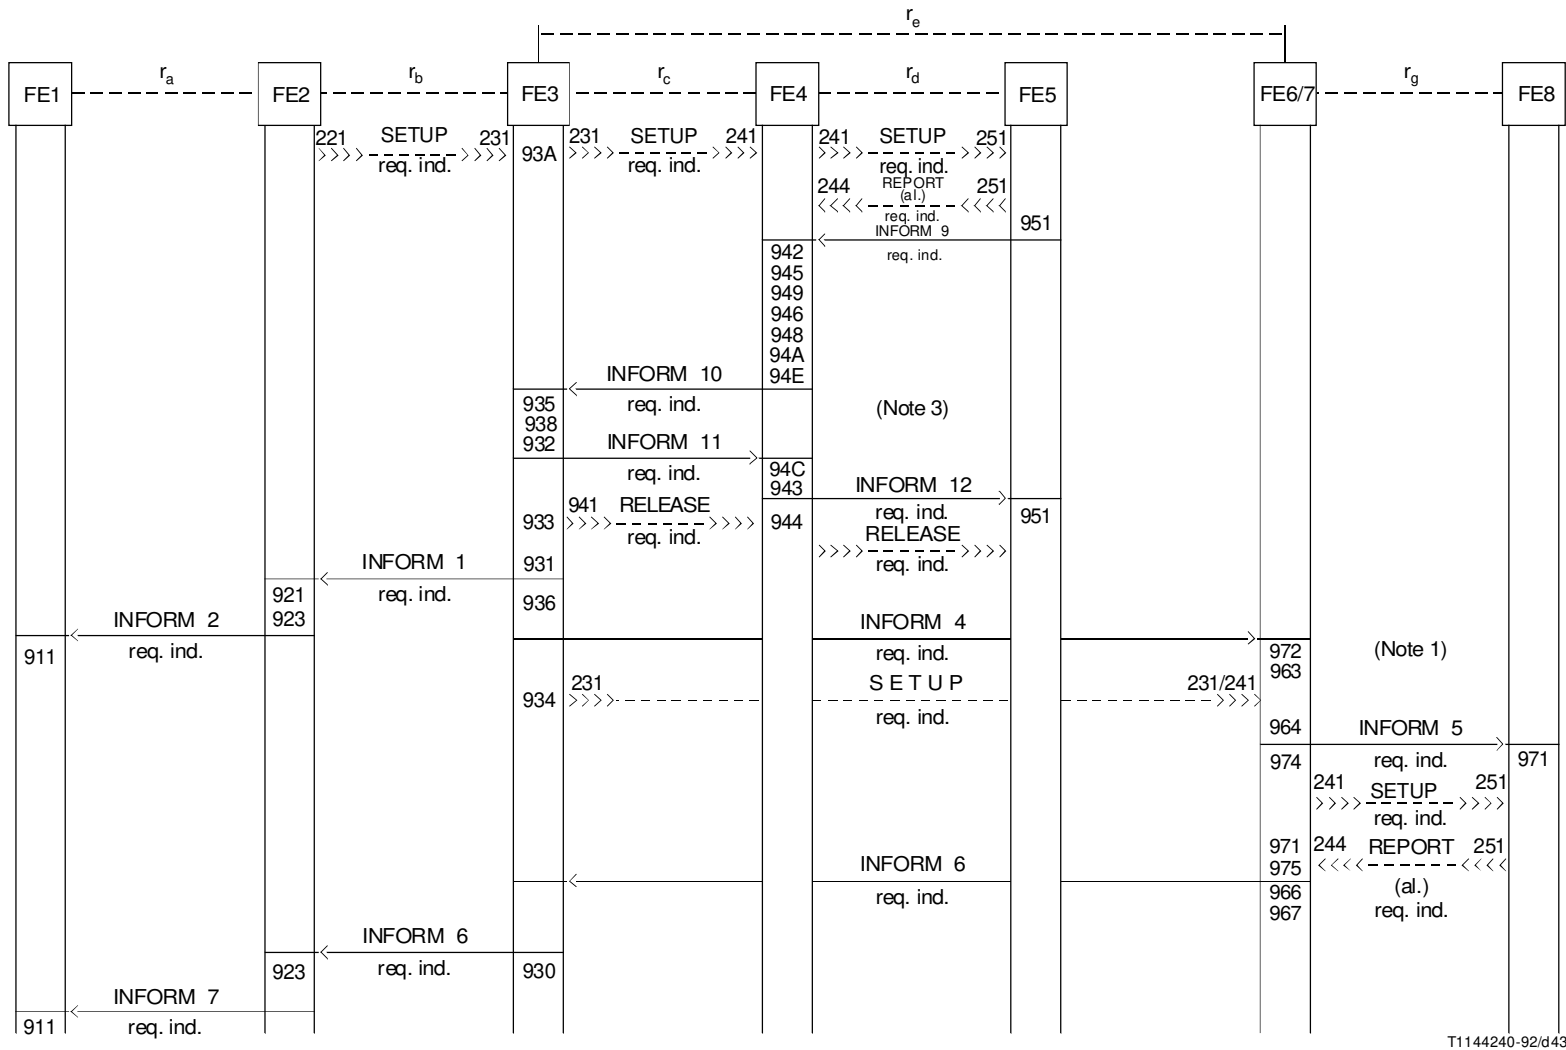 re
ra rb rc rd rg
FE1 FE2 FE3 FE4 FE5 FE6/7 FE8
221 SETUP 231 93A 231 SETUP 241 241 SETUP 251
req. ind. req. ind. req. ind.
244 REPORT 251
(al.)
req. ind. 951
INFORM 9
942 req. ind.
945
949
946
948
94A
INFORM 10 94E
935 req. ind. (Note 3)
938
932 INFORM 11
req. ind. 94C
943 INFORM 12
933 941 RELEASE 944 req. ind. 951
req. ind. RELEASE
INFORM 1 931 req. ind.
921 req. ind. 936
INFORM 2 923 INFORM 4
911 req. ind. req. ind. 972 (Note 1)
963
934 231 SETUP 231/241
req. ind.
964 INFORM 5
974 req. ind. 971
241 SETUP 251
req. ind.
INFORM 6 971 244 REPORT 251
975
req. ind. 966 (al.)
967 req. ind.
INFORM 6
923 req. ind. 930
INFORM 7
911 req. ind.
T1144240-92/d43